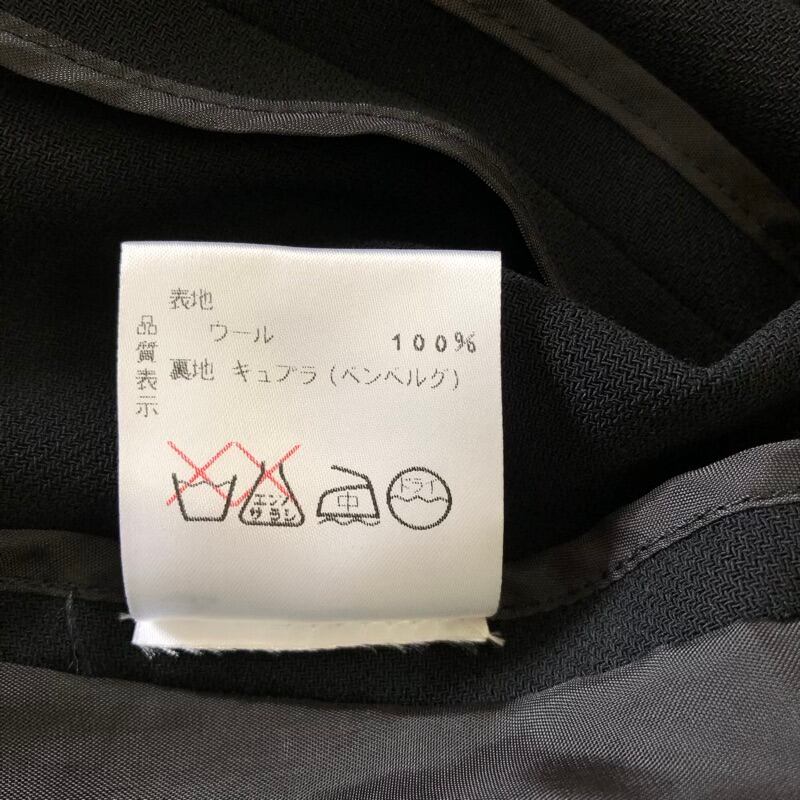 品質表示
表地
ウール 100%
裏地 キュプラ(ベンベルグ)
エンソ
サラシ
中
ドライ